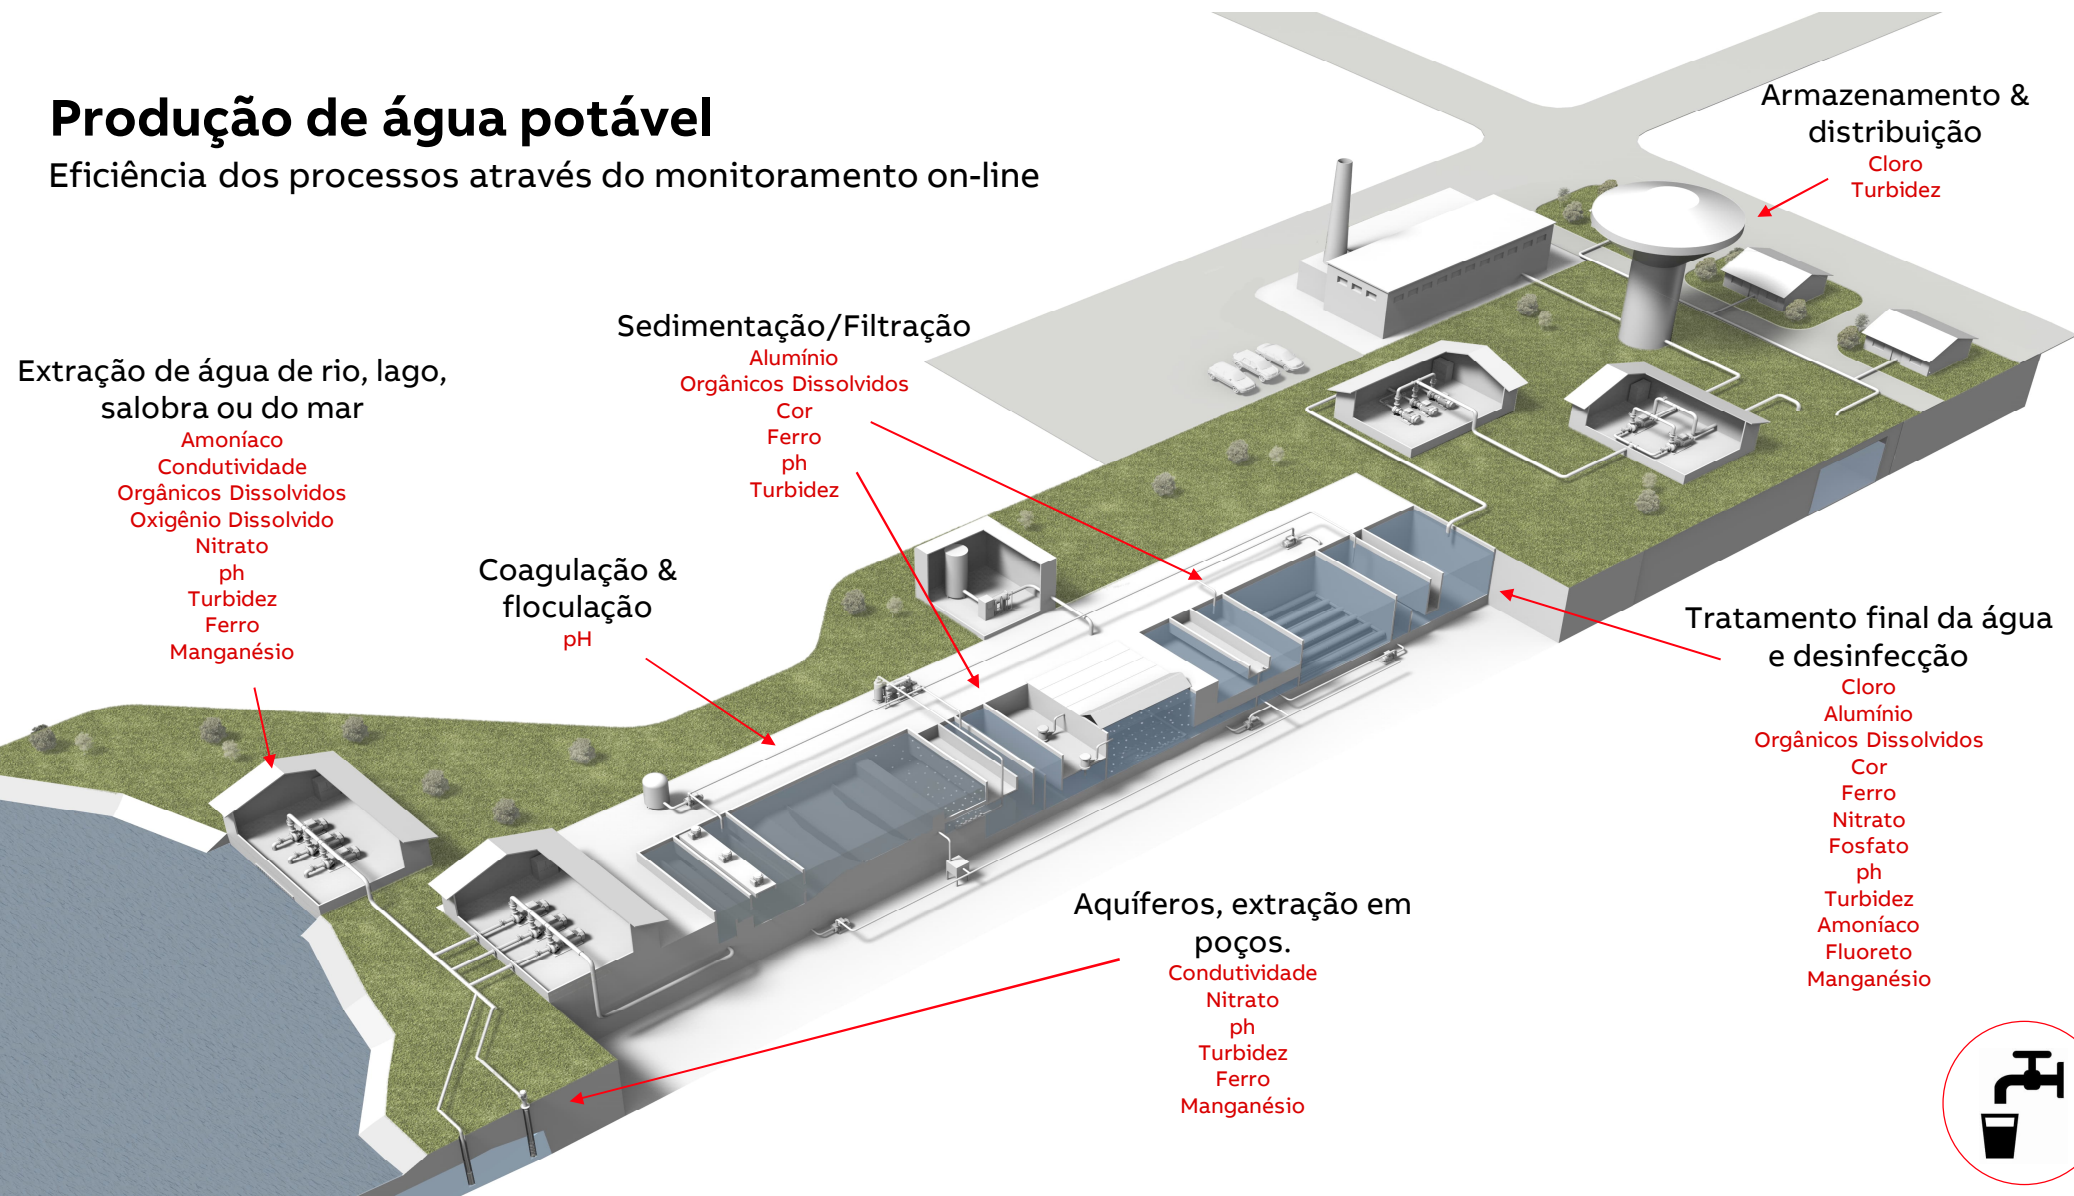 Produção de água potável
Eficiência dos processos através do monitoramento on-line
Armazenamento &
distribuição
Cloro
Turbidez
Sedimentação/Filtração
Alumínio
Orgânicos Dissolvidos
Cor
Ferro
ph
Turbidez
Extração de água de rio, lago,
salobra ou do mar
Amoníaco
Condutividade
Orgânicos Dissolvidos
Oxigênio Dissolvido
Nitrato
ph
Turbidez
Ferro
Manganésio
Coagulação &
floculação
pH
Tratamento final da água
e desinfecção
Cloro
Alumínio
Orgânicos Dissolvidos
Cor
Ferro
Nitrato
Fosfato
ph
Turbidez
Amoníaco
Fluoreto
Manganésio
Aquíferos, extração em
poços.
Condutividade
Nitrato
ph
Turbidez
Ferro
Manganésio